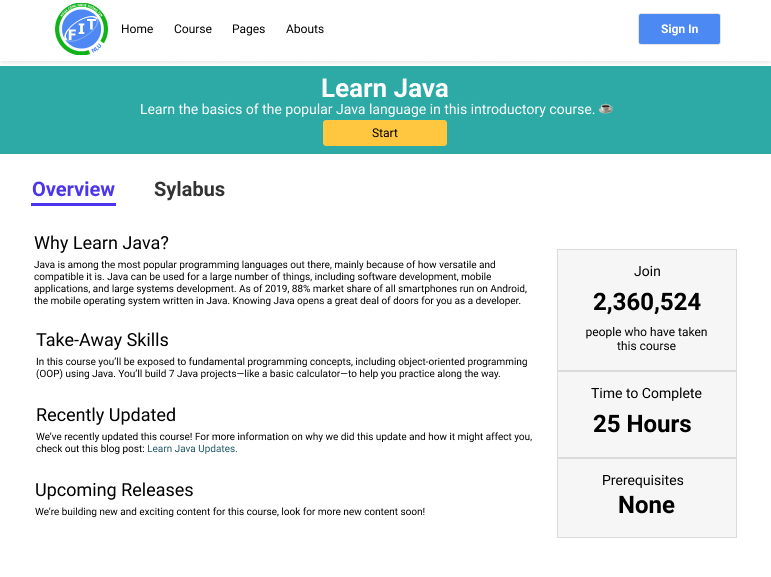 FIT
NLU
Home Course Pages Abouts
Sign In
Learn Java
Learn the basics of the popular Java language in this introductory course. ☕
Start
Overview Sylabus
Why Learn Java?
Java is among the most popular programming languages out there, mainly because of how versatile and
compatible it is. Java can be used for a large number of things, including software development, mobile
applications, and large systems development. As of 2019, 88% market share of all smartphones run on Android,
the mobile operating system written in Java. Knowing Java opens a great deal of doors for you as a developer.
Take-Away Skills
In this course you'll be exposed to fundamental programming concepts, including object-oriented programming
(OOP) using Java. You'll build 7 Java projects—like a basic calculator—to help you practice along the way.
Recently Updated
We've recently updated this course! For more information on why we did this update and how it might affect you,
check out this blog post: Learn Java Updates.
Upcoming Releases
We're building new and exciting content for this course, look for more new content soon!
Join
2,360,524
people who have taken
this course
Time to Complete
25 Hours
Prerequisites
None